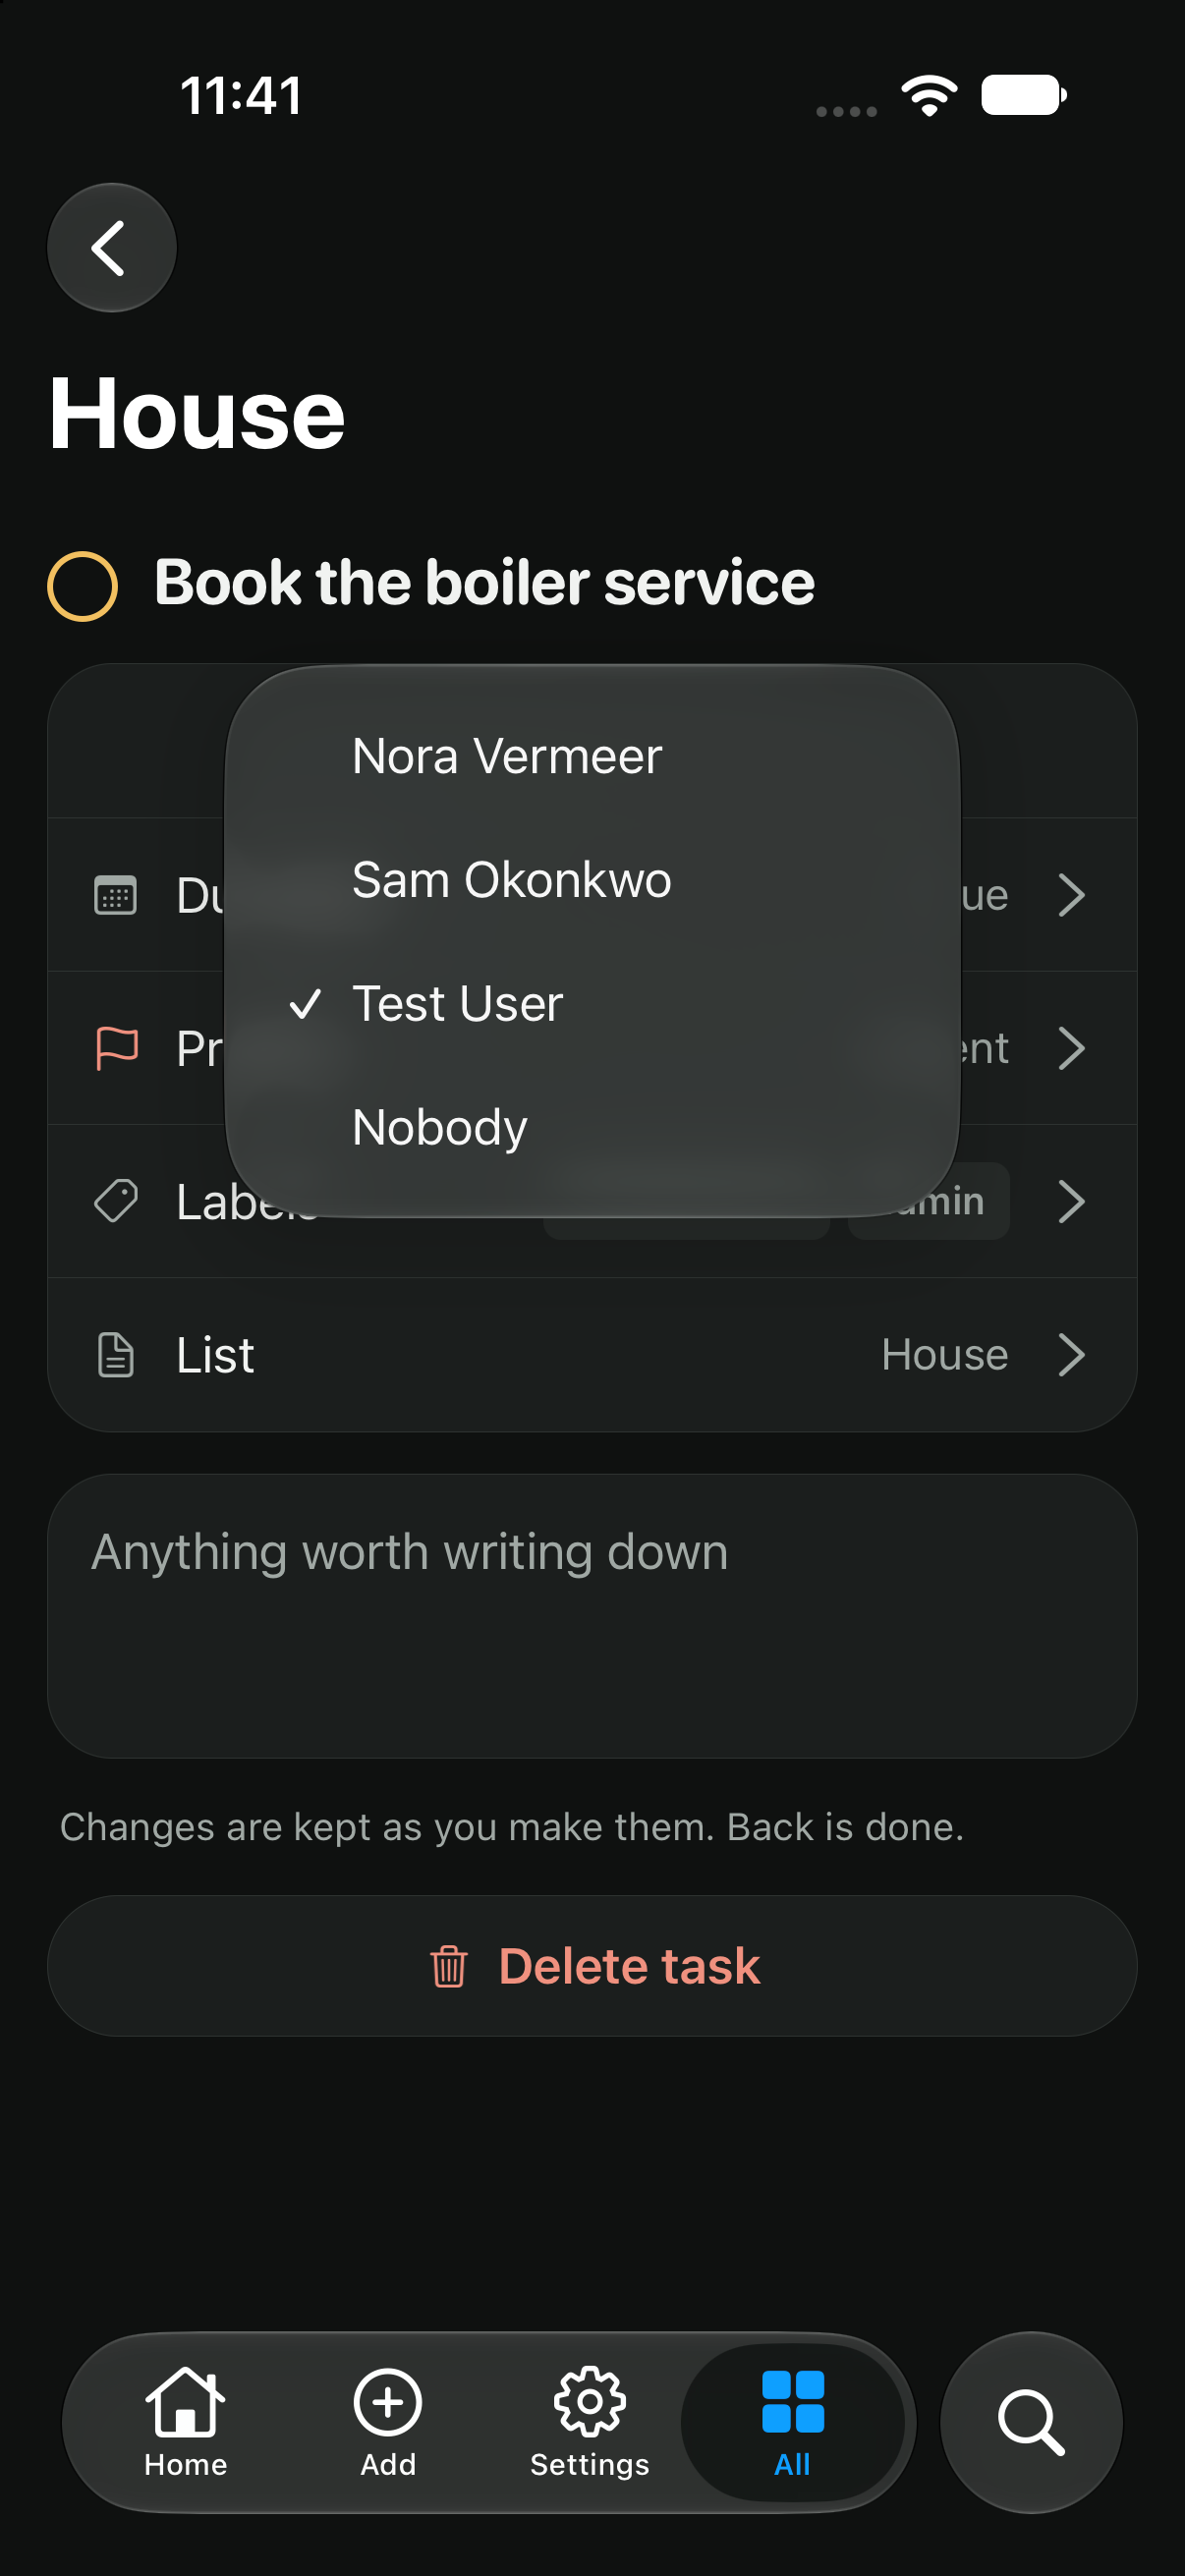 11:41
House
Book the boiler service
Nora Vermeer
Sam Okonkwo
Test User
Nobody
List
House
Anything worth writing down
Changes are kept as you make them. Back is done.
Delete task
Home
Add
Settings
All